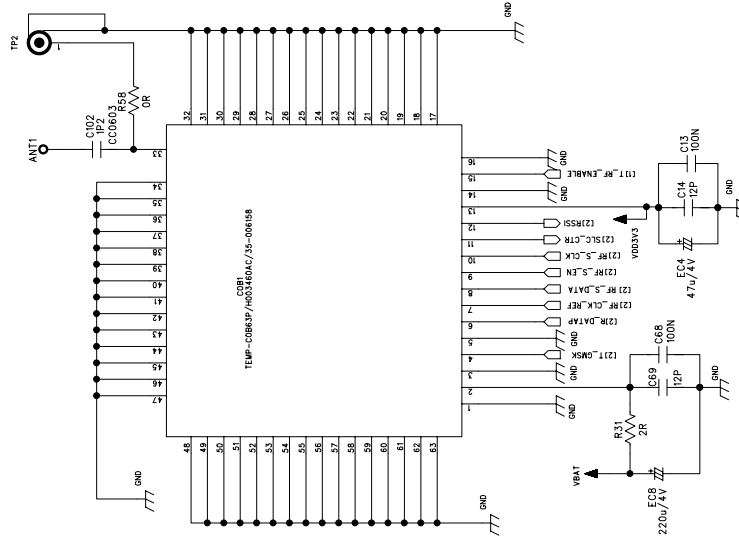 TP2
1
R58
0R
C102
1P2
CC0603
ANT1
GND
32
31
30
29
28
27
26
25
24
23
22
21
20
19
18
17
33
34
35
36
37
38
39
40
41
42
43
44
45
46
47
COB1
TEMP-COB63P/H003460AC/35-006158
16
15
14
13
12
11
10
9
8
7
6
5
4
3
2
1
GND
[1]T_RF_ENABLE
GND
[2]RSSI
[2]SLC_CTR
[2]RF_S_CLK
[2]RF_S_EN
[2]RF_S_DATA
[2]RF_CLK_REF
[2]R_DATAP
GND
[2]T_GMSK
GND
GND
VDD3V3
C13
100N
C14
12P
EC4
47u/4V
GND
C68
100N
C69
12P
R31
2R
VBAT
EC8
220u/4V
GND
48
49
50
51
52
53
54
55
56
57
58
59
60
61
62
63
GND
GND